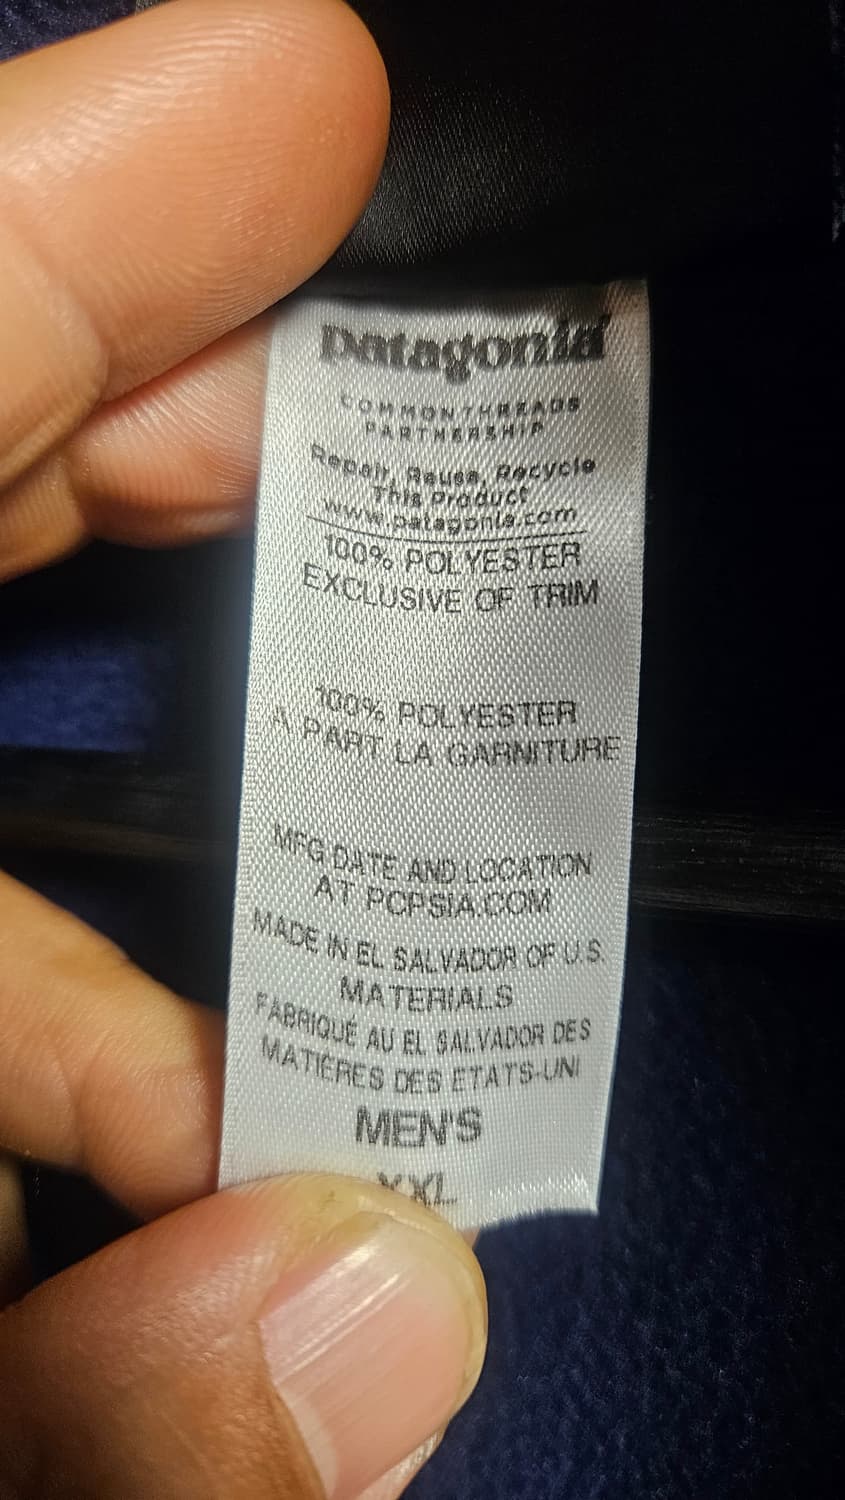 patagonia®
COMMON THREADS
PARTNERSHIP
Repair, Reuse, Recycle
This Product
www.patagonia.com
100% POLYESTER
EXCLUSIVE OF TRIM
100% POLYESTER
A PART LA GARNITURE
MFG DATE AND LOCATION
AT PCPSIA.COM
MADE IN EL SALVADOR OF U.S.
MATERIALS
FABRIQUÉ AU EL SALVADOR DES
MATIÈRES DES ETATS-UNI
MEN'S
XXL